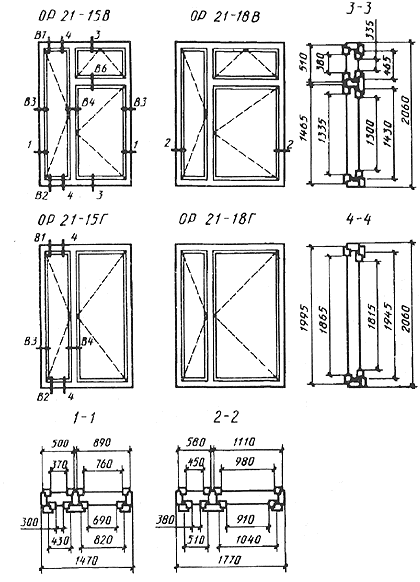 ОР 21-15В ОР 21-18В 3-3
В1 4 3
В6
В3 В4 В3
1 1
В2 4 3
2 2
335
510 380 465
1465 1335 1300 1430 2060
ОР 21-15Г ОР 21-18Г 4-4
В1 4
В3 В4
В2 4
1995 1865 1815 1945 2060
1-1 2-2
500 890 580 1110
370 760 450 980
300 690 380 910
430 820 510 1040
1470 1770